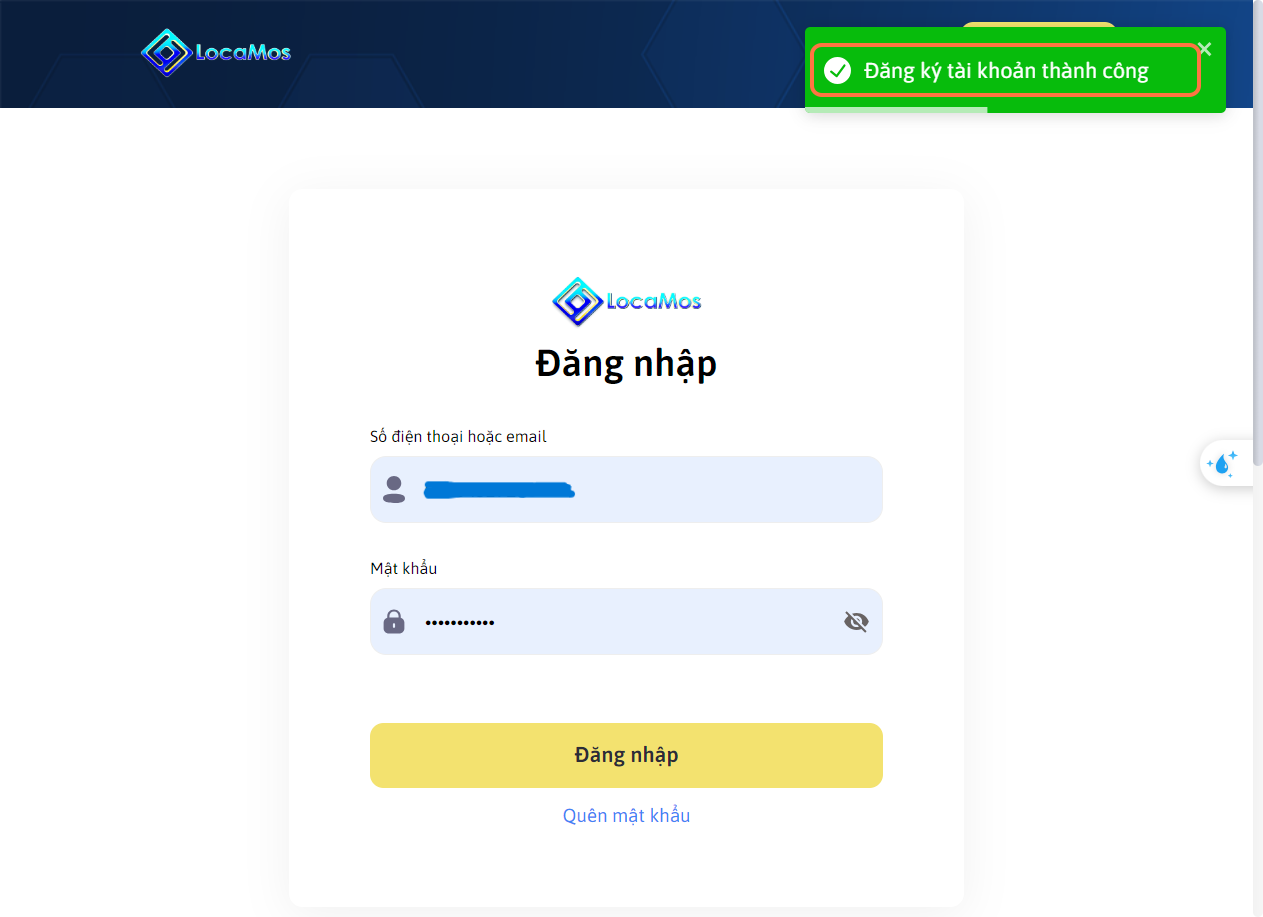 LocaMos
Đăng ký tài khoản thành công
LocaMos
Đăng nhập
Số điện thoại hoặc email
Mật khẩu
Đăng nhập
Quên mật khẩu